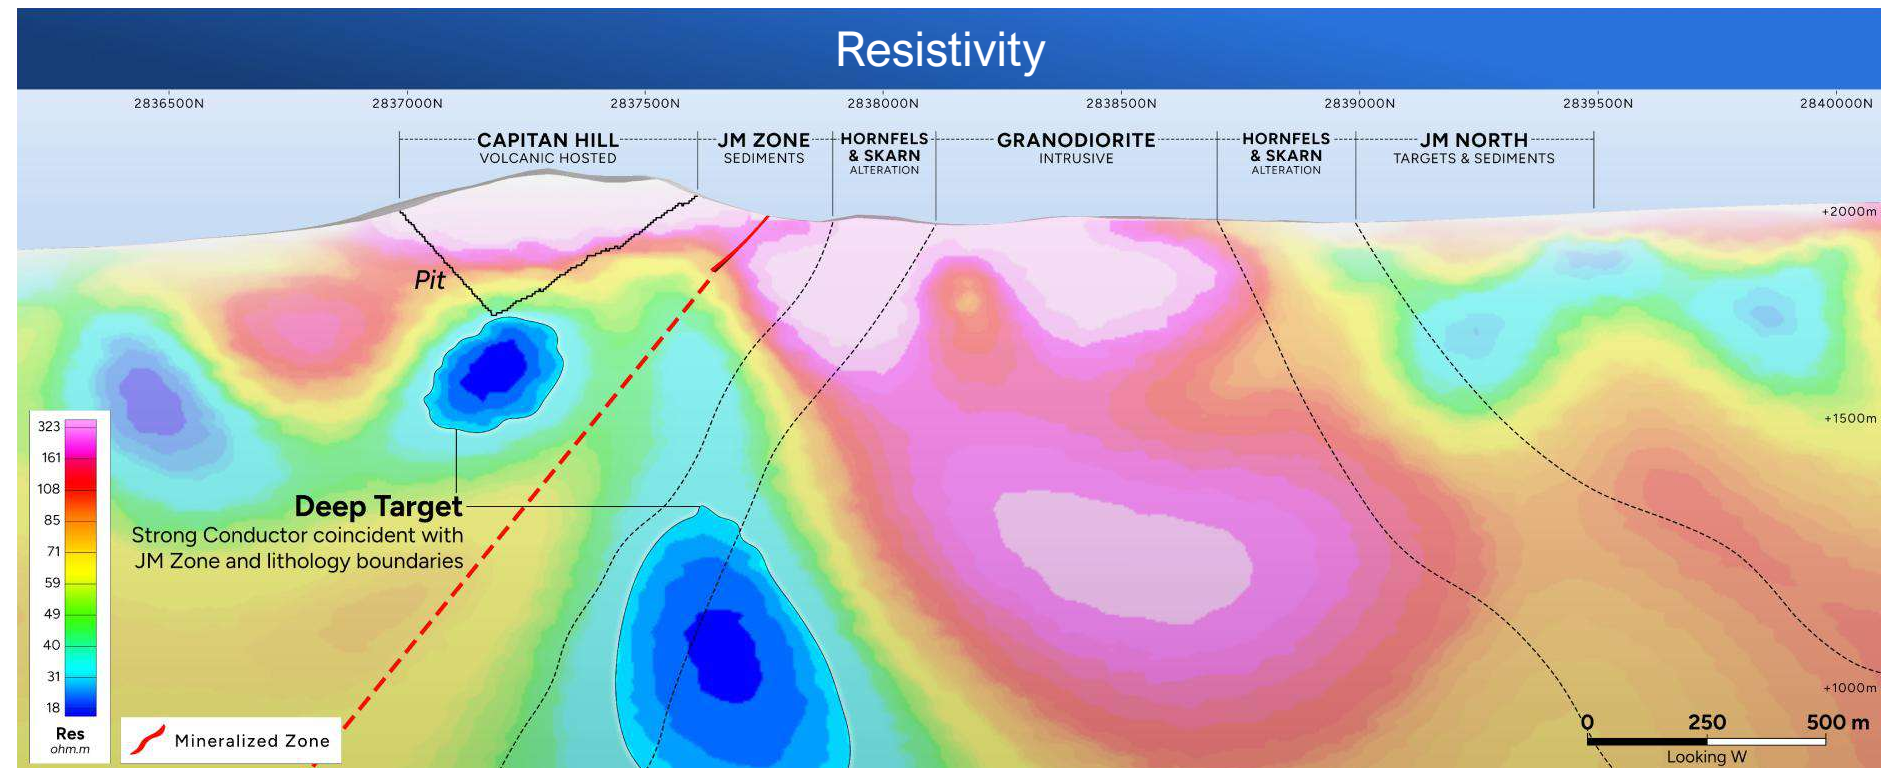 Resistivity
2836500N 2837000N 2837500N 2838000N 2838500N 2839000N 2839500N 2840000N
CAPITAN HILL
VOLCANIC HOSTED
JM ZONE
SEDIMENTS
HORNFELS
& SKARN
ALTERATION
GRANODIORITE
INTRUSIVE
HORNFELS
& SKARN
ALTERATION
JM NORTH
TARGETS & SEDIMENTS
+2000m
Pit
+1500m
Deep Target
Strong Conductor coincident with
JM Zone and lithology boundaries
323
161
108
85
71
59
49
40
31
18
Res
ohm.m
Mineralized Zone
+1000m
0 250 500 m
Looking W